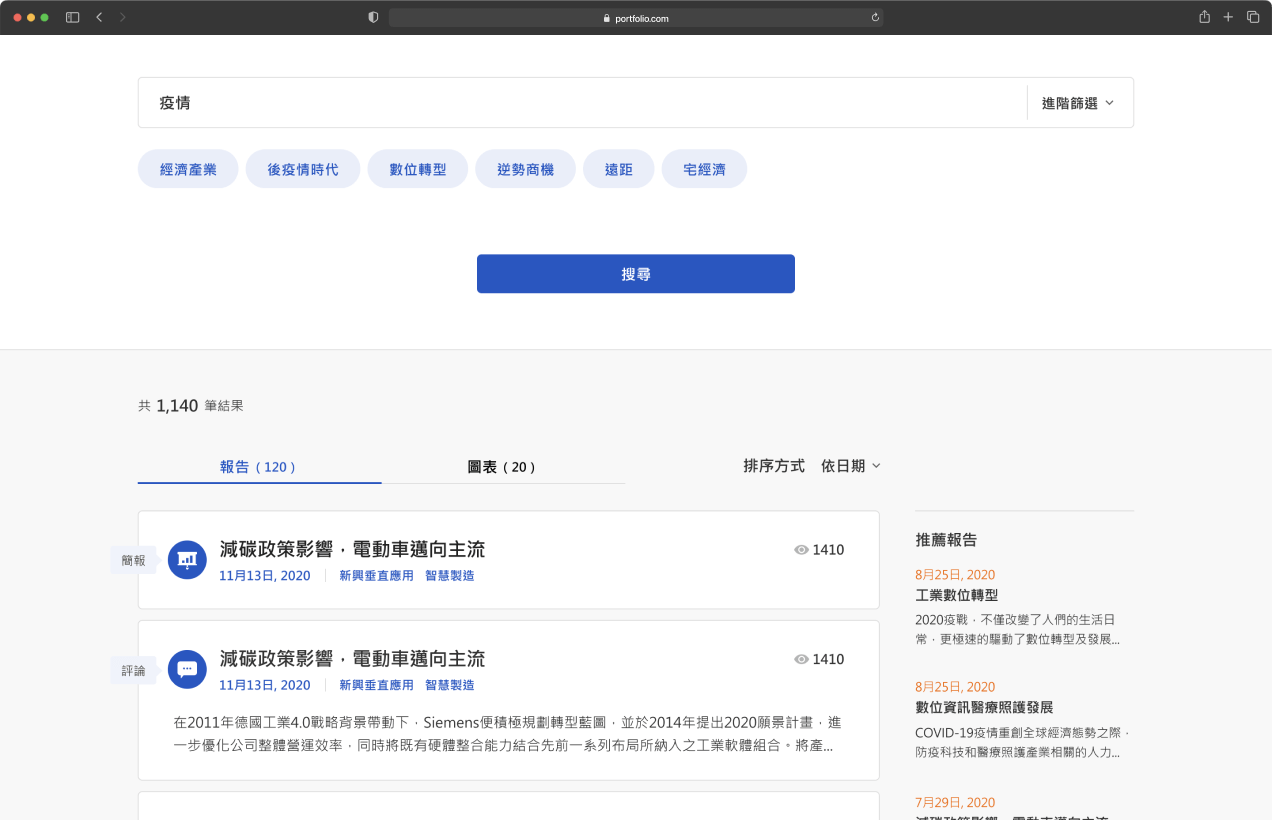 portfolio.com
疫情
進階篩選
經濟產業 後疫情時代 數位轉型 逆勢商機 遠距 宅經濟
搜尋
共 1,140 筆結果
報告（120） 圖表（20） 排序方式 依日期
簡報
減碳政策影響，電動車邁向主流
1410
11月13日, 2020 新興垂直應用 智慧製造
評論
減碳政策影響，電動車邁向主流
1410
11月13日, 2020 新興垂直應用 智慧製造
在2011年德國工業4.0戰略背景帶動下，Siemens便積極規劃轉型藍圖，並於2014年提出2020願景計畫，進
一步優化公司整體營運效率，同時將既有硬體整合能力結合先前一系列布局所納入之工業軟體組合。將產...
推薦報告
8月25日, 2020
工業數位轉型
2020疫戰，不僅改變了人們的生活日
常，更極速的驅動了數位轉型及發展...
8月25日, 2020
數位資訊醫療照護發展
COVID-19疫情重創全球經濟態勢之際，
防疫科技和醫療照護產業相關的人力...
7月29日, 2020
減碳政策影響，電動車邁向主流